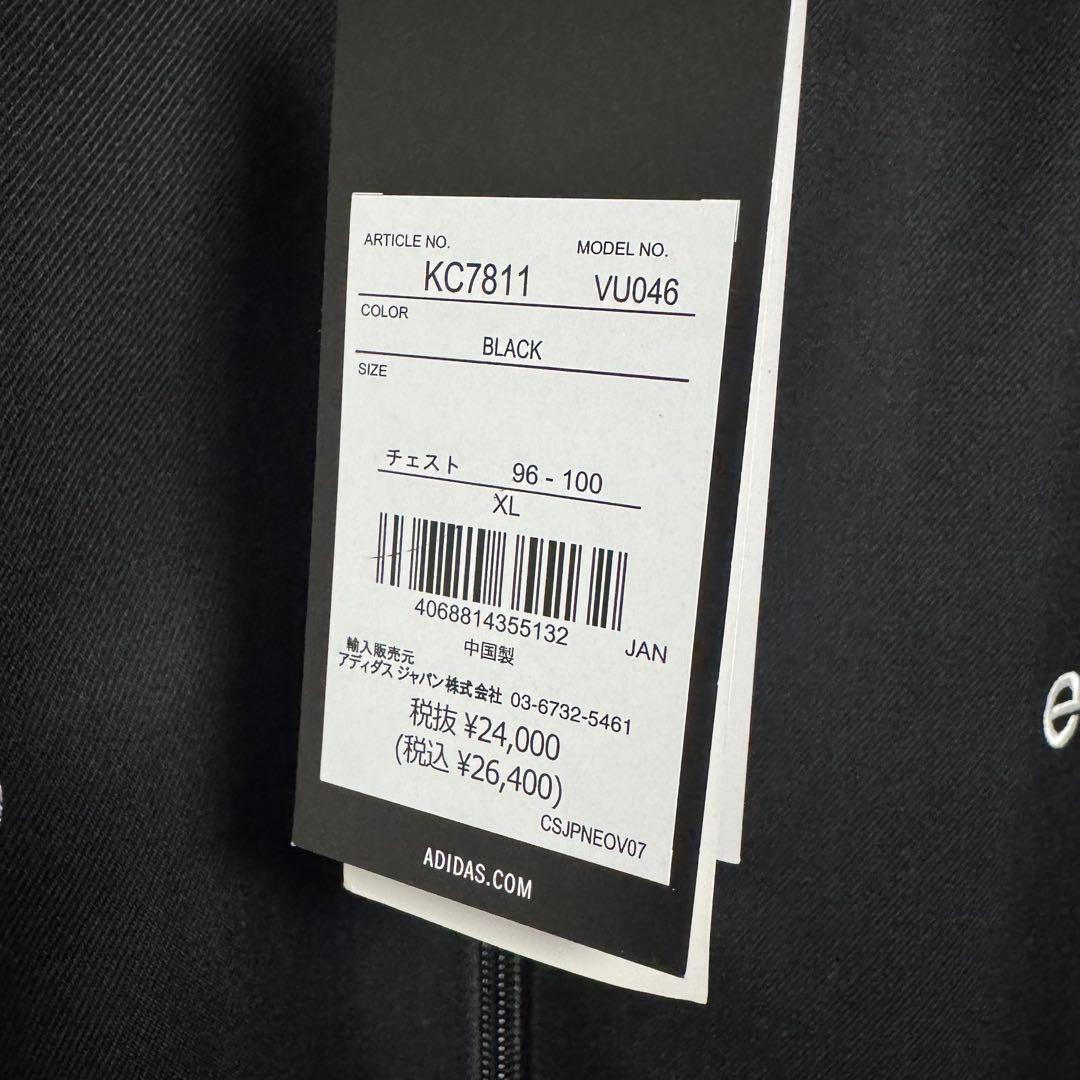 ARTICLE NO. MODEL NO.
KC7811 VU046
COLOR
BLACK
SIZE
チェスト 96 - 100
XL
4068814355132
中国製 JAN
輸入販売元
アディダス ジャパン株式会社 03-6732-5461
税抜 ¥24,000
(税込 ¥26,400)
CSJPNEOV07
ADIDAS.COM
e